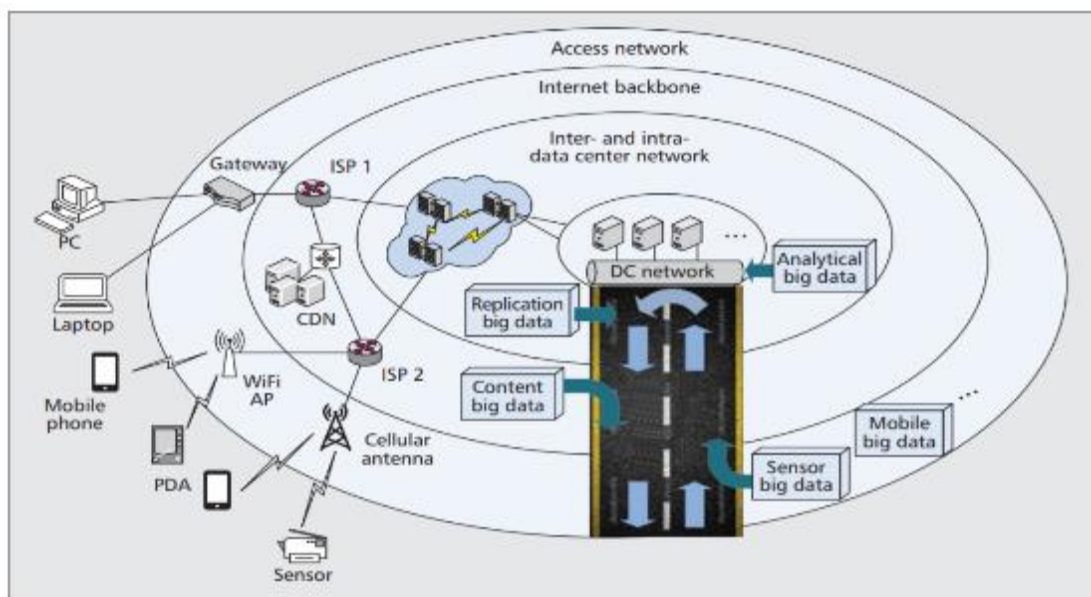 Access network
Internet backbone
Inter- and intra-
data center network
Gateway
ISP 1
PC
DC network
Analytical
big data
Replication
big data
Laptop
CDN
ISP 2
WiFi
AP
Content
big data
Mobile
phone
Cellular
antenna
Mobile
big data
...
...
PDA
Sensor
big data
Sensor